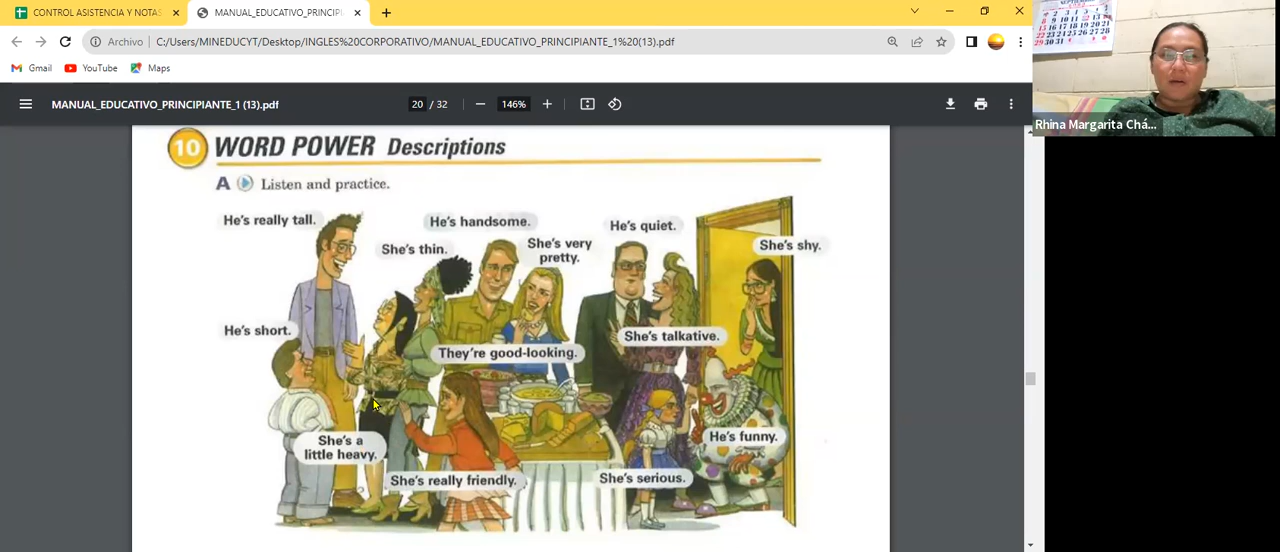 CONTROL ASISTENCIA Y NOTAS
MANUAL_EDUCATIVO_PRINCIPI
Archivo
C:/Users/MINEDUCYT/Desktop/INGLES%20CORPORATIVO/MANUAL_EDUCATIVO_PRINCIPIANTE_1%20(13).pdf
Gmail
YouTube
Maps
MANUAL_EDUCATIVO_PRINCIPIANTE_1 (13).pdf
20 / 32
146%
Rhina Margarita Chá...
10 WORD POWER Descriptions
A Listen and practice.
He's really tall.
He's handsome.
He's quiet.
She's thin.
She's very
pretty.
She's shy.
He's short.
She's talkative.
They're good-looking.
She's a
little heavy.
He's funny.
She's really friendly.
She's serious.